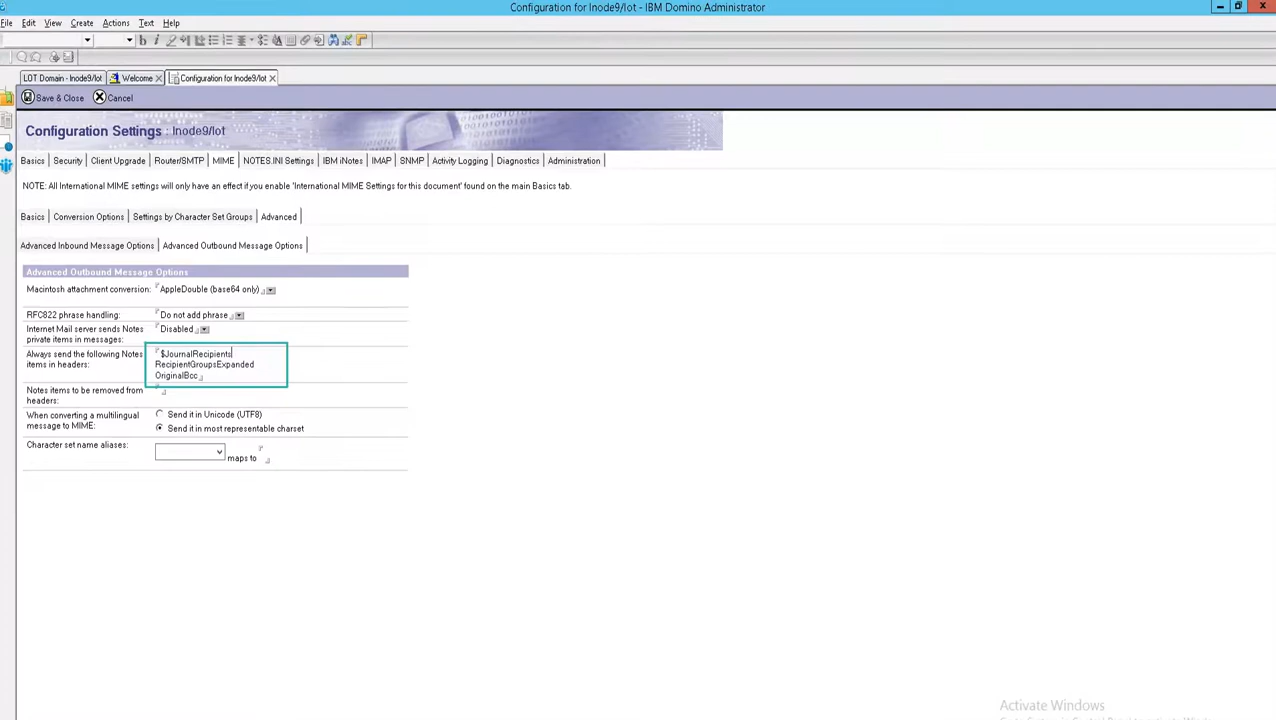 Configuration for Inode9/lot - IBM Domino Administrator
File Edit View Create Actions Text Help
LOT Domain - Inode9/lot Welcome Configuration for Inode9/lot
Save & Close Cancel
Configuration Settings : Inode9/lot
Basics Security Client Upgrade Router/SMTP MIME NOTES.INI Settings IBM iNotes IMAP SNMP Activity Logging Diagnostics Administration
NOTE: All International MIME settings will only have an effect if you enable 'International MIME Settings for this document' found on the main Basics tab.
Basics Conversion Options Settings by Character Set Groups Advanced
Advanced Inbound Message Options Advanced Outbound Message Options
Advanced Outbound Message Options
Macintosh attachment conversion: AppleDouble (base64 only)
RFC822 phrase handling: Do not add phrase
Internet Mail server sends Notes Disabled
private items in messages:
Always send the following Notes $JournalRecipients
items in headers: RecipientGroupsExpanded
OriginalBcc
Notes items to be removed from
headers:
When converting a multilingual Send it in Unicode (UTF8)
message to MIME: Send it in most representable charset
Character set name aliases:
maps to
Activate Windows